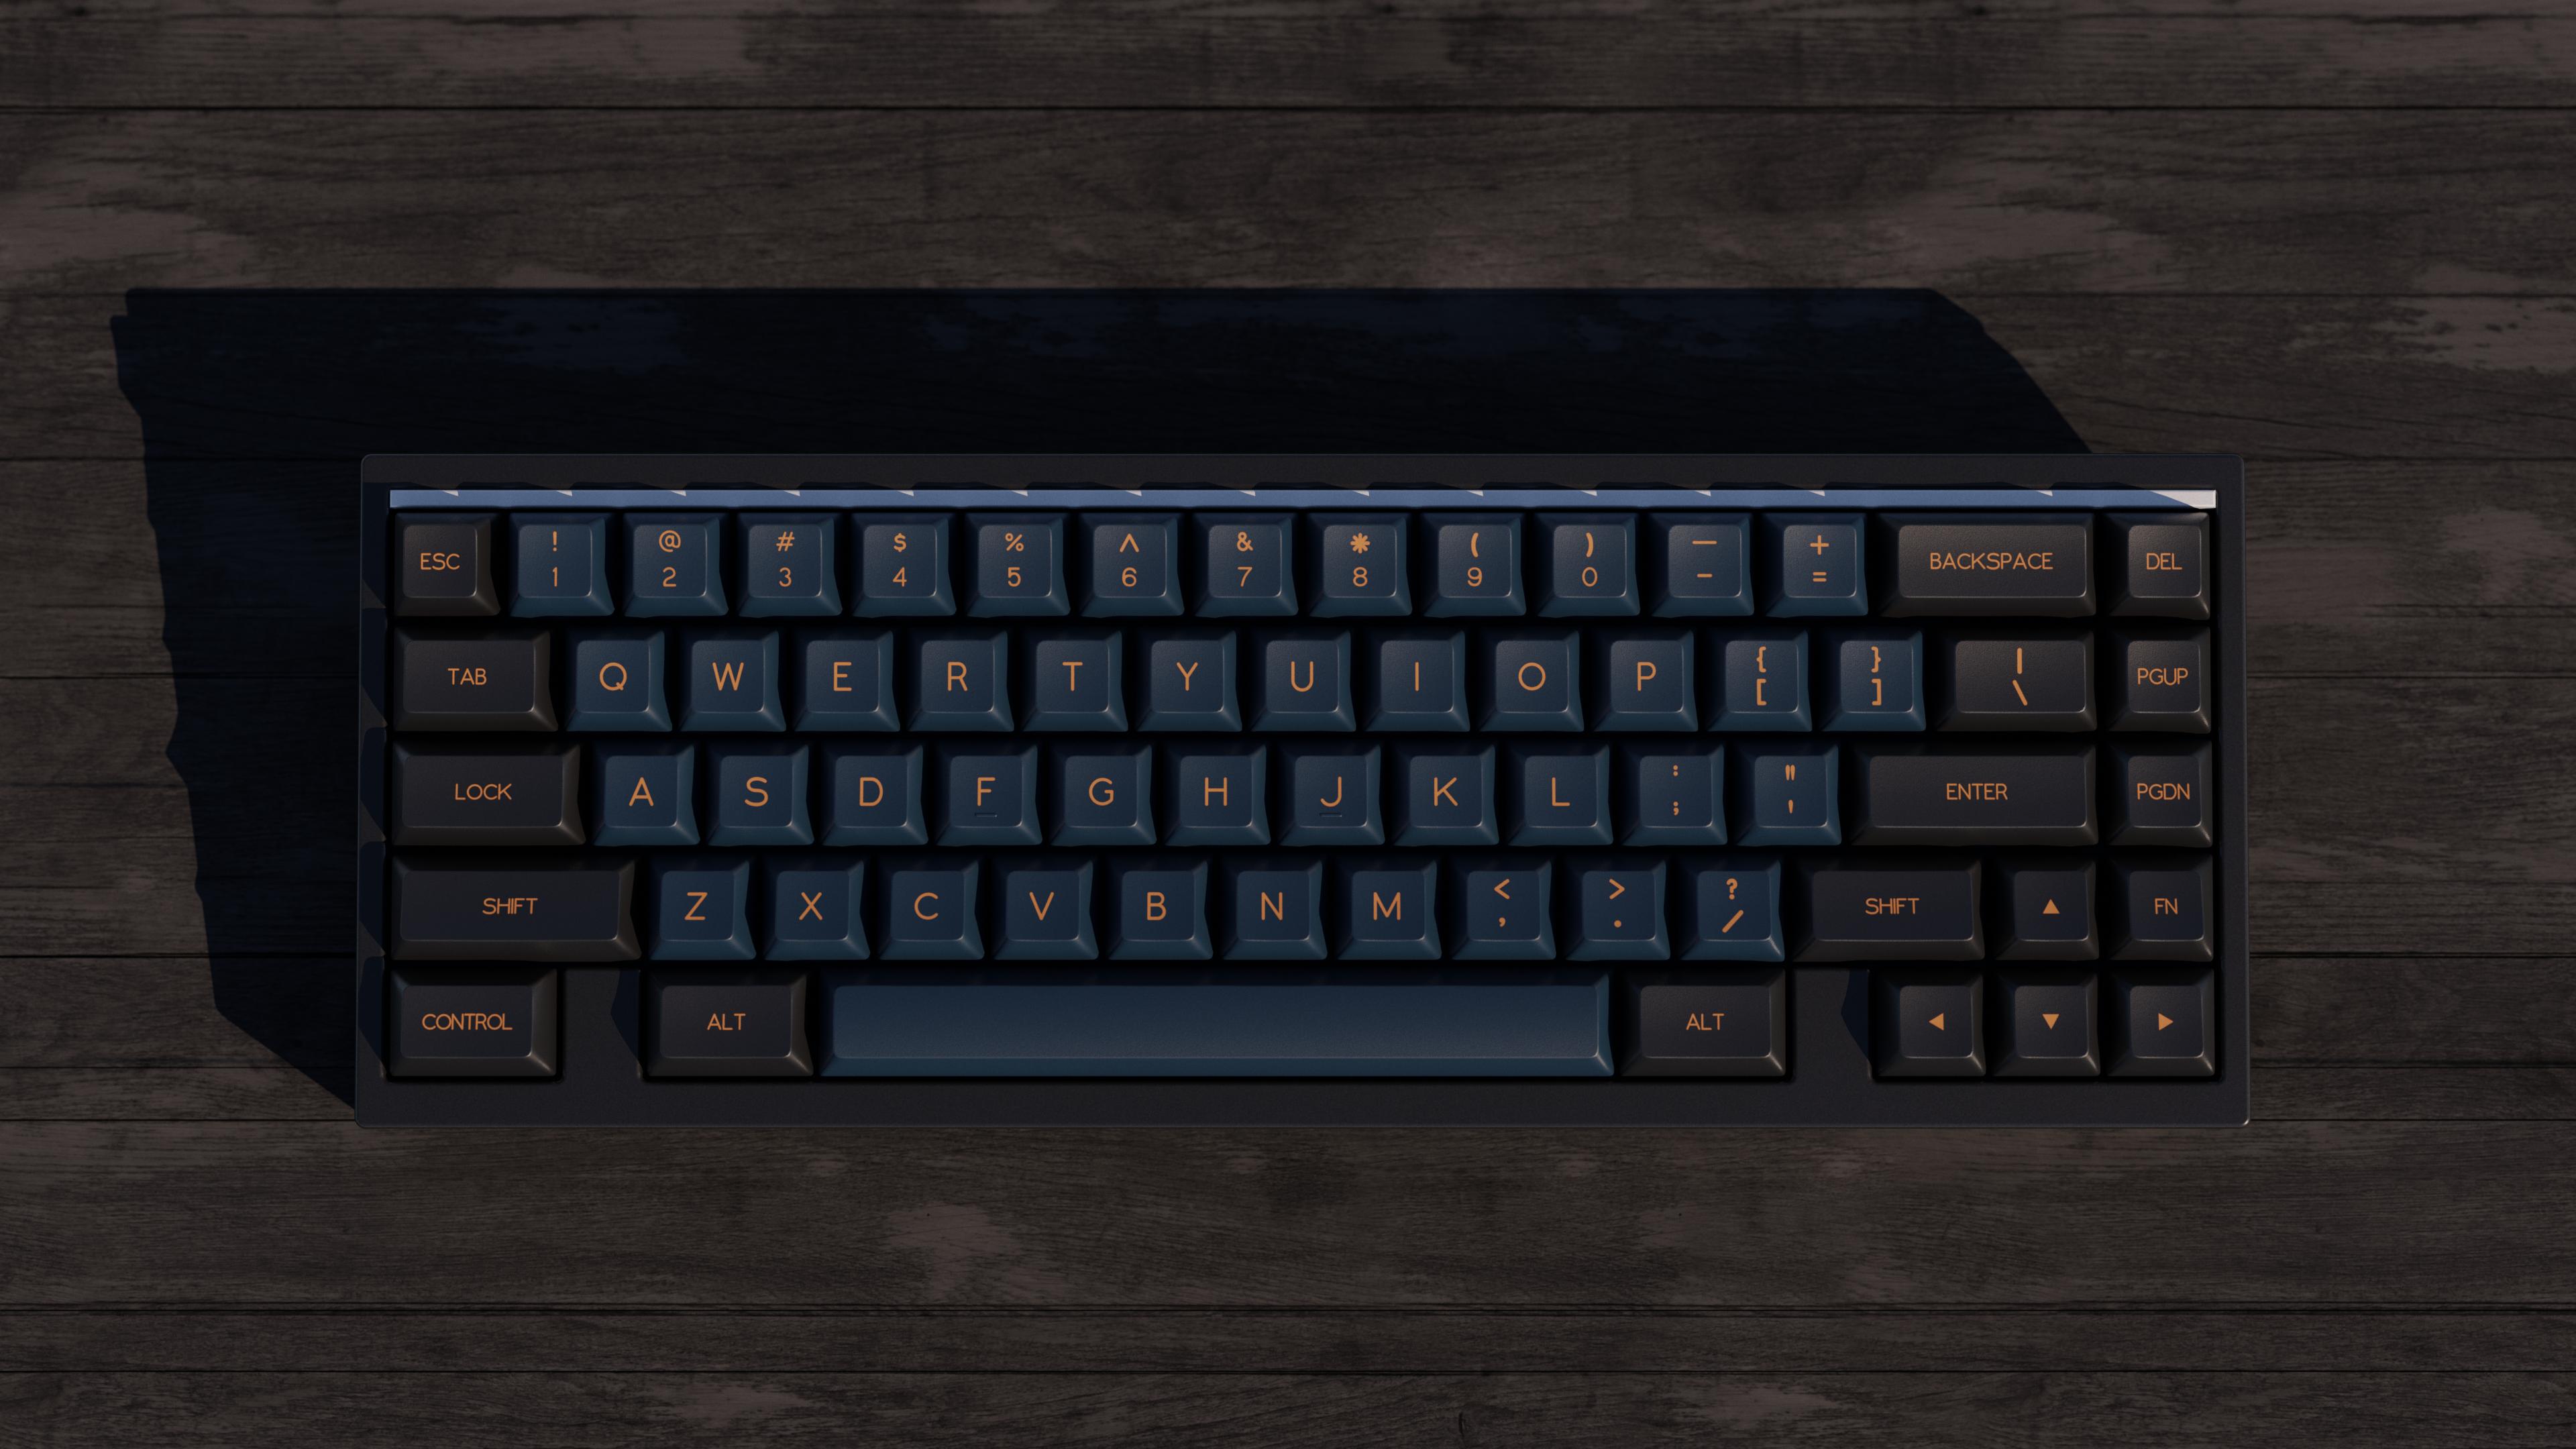 ESC ! @ # $ % ^ & * ( ) — + BACKSPACE DEL
1 2 3 4 5 6 7 8 9 0 - =
TAB Q W E R T Y U I O P { } | PGUP
[ ] \
LOCK A S D F G H J K L : " ENTER PGDN
; '
SHIFT Z X C V B N M < > ? SHIFT ▲ FN
, . /
CONTROL ALT ALT ◀ ▼ ▶